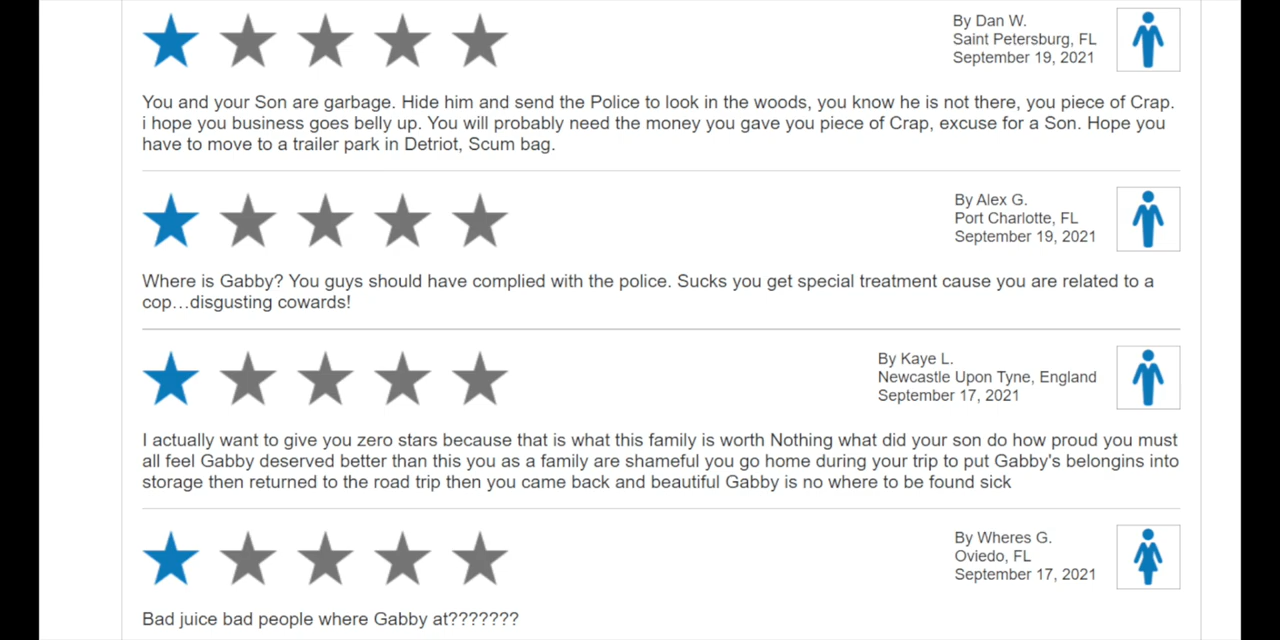 By Dan W.
Saint Petersburg, FL
September 19, 2021
You and your Son are garbage. Hide him and send the Police to look in the woods, you know he is not there, you piece of Crap.
i hope you business goes belly up. You will probably need the money you gave you piece of Crap, excuse for a Son. Hope you
have to move to a trailer park in Detriot, Scum bag.
By Alex G.
Port Charlotte, FL
September 19, 2021
Where is Gabby? You guys should have complied with the police. Sucks you get special treatment cause you are related to a
cop…disgusting cowards!
By Kaye L.
Newcastle Upon Tyne, England
September 17, 2021
I actually want to give you zero stars because that is what this family is worth Nothing what did your son do how proud you must
all feel Gabby deserved better than this you as a family are shameful you go home during your trip to put Gabby's belongins into
storage then returned to the road trip then you came back and beautiful Gabby is no where to be found sick
By Wheres G.
Oviedo, FL
September 17, 2021
Bad juice bad people where Gabby at???????